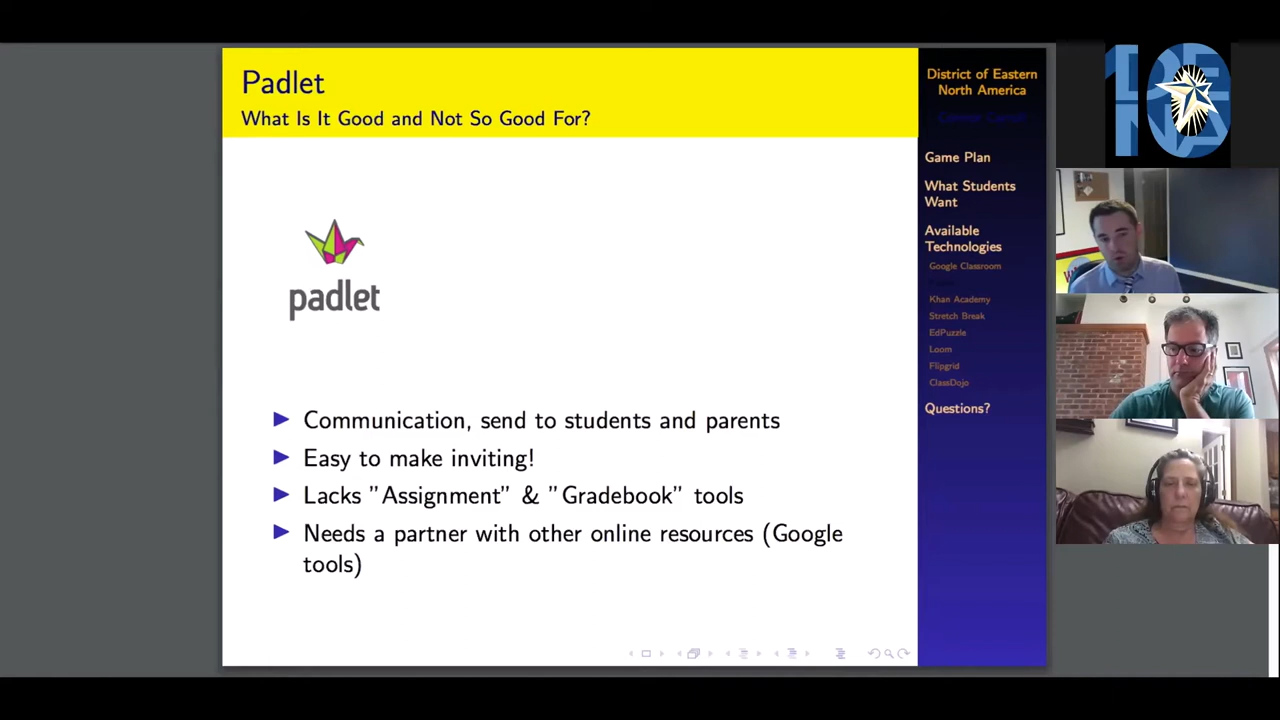 Padlet
What Is It Good and Not So Good For?
padlet
▶ Communication, send to students and parents
▶ Easy to make inviting!
▶ Lacks ”Assignment” & ”Gradebook” tools
▶ Needs a partner with other online resources (Google
tools)
District of Eastern
North America
Game Plan
What Students
Want
Available
Technologies
Google Classroom
Khan Academy
Stretch Break
EdPuzzle
Loom
Flipgrid
ClassDojo
Questions?
10
DENA